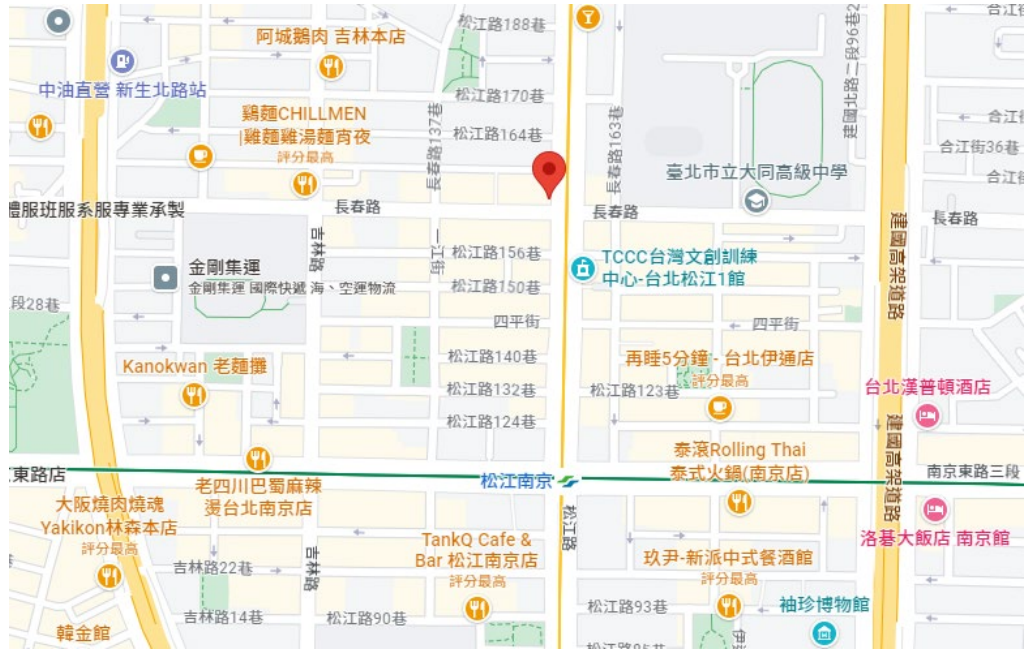 松江路188巷
合江街
阿城鵝肉 吉林本店
中油直營 新生北路站
松江路170巷
建國北路二段96巷2
鷄麵CHILLMEN
|雞麵雞湯麵宵夜
評分最高
長春路137巷
松江路164巷
長春路163巷
合江街
合江街36巷
合江街
臺北市立大同高級中學
體服班服系服專業承製
長春路
長春路
長春路
吉林路
一江街
松江路156巷
TCCC台灣文創訓練
中心-台北松江1館
建國高架道路
金剛集運
金剛集運 國際快遞 海、空運物流
松江路150巷
段28巷
四平街
四平街
Kanokwan 老麵攤
松江路140巷
再睡5分鐘 - 台北伊通店
評分最高
松江路132巷
松江路123巷
台北漢普頓酒店
松江路124巷
建國高架道路
泰滾Rolling Thai
泰式火鍋(南京店)
東路店
松江南京
南京東路三段
老四川巴蜀麻辣
燙台北南京店
大阪燒肉燒魂
Yakikon林森本店
評分最高
松江路
洛碁大飯店 南京館
TankQ Cafe &
Bar 松江南京店
評分最高
吉林路
吉林路22巷
玖尹-新派中式餐酒館
評分最高
松江路93巷
袖珍博物館
吉林路14巷
松江路90巷
韓金館
伊
松江路85巷